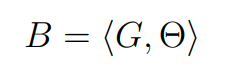 B = ⟨G, Θ⟩